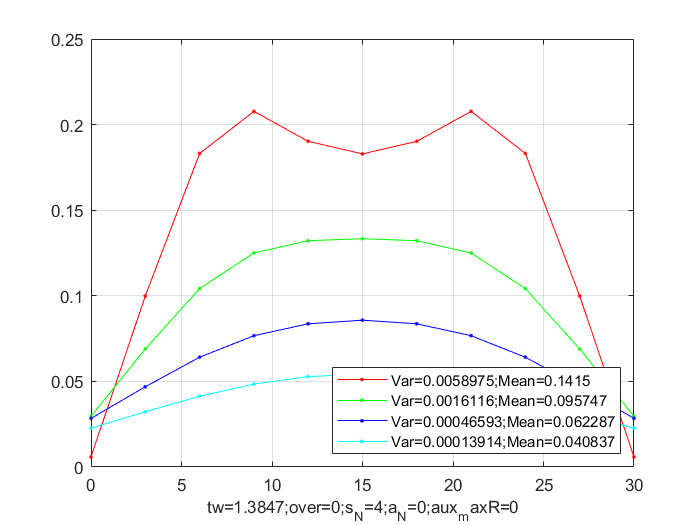 0.25
0.2
0.15
0.1
0.05
0
Var=0.0058975;Mean=0.1415
Var=0.0016116;Mean=0.095747
Var=0.00046593;Mean=0.062287
Var=0.00013914;Mean=0.040837
0 5 10 15 20 25 30
tw=1.3847;over=0;s_N=4;a_N=0;aux_maxR=0